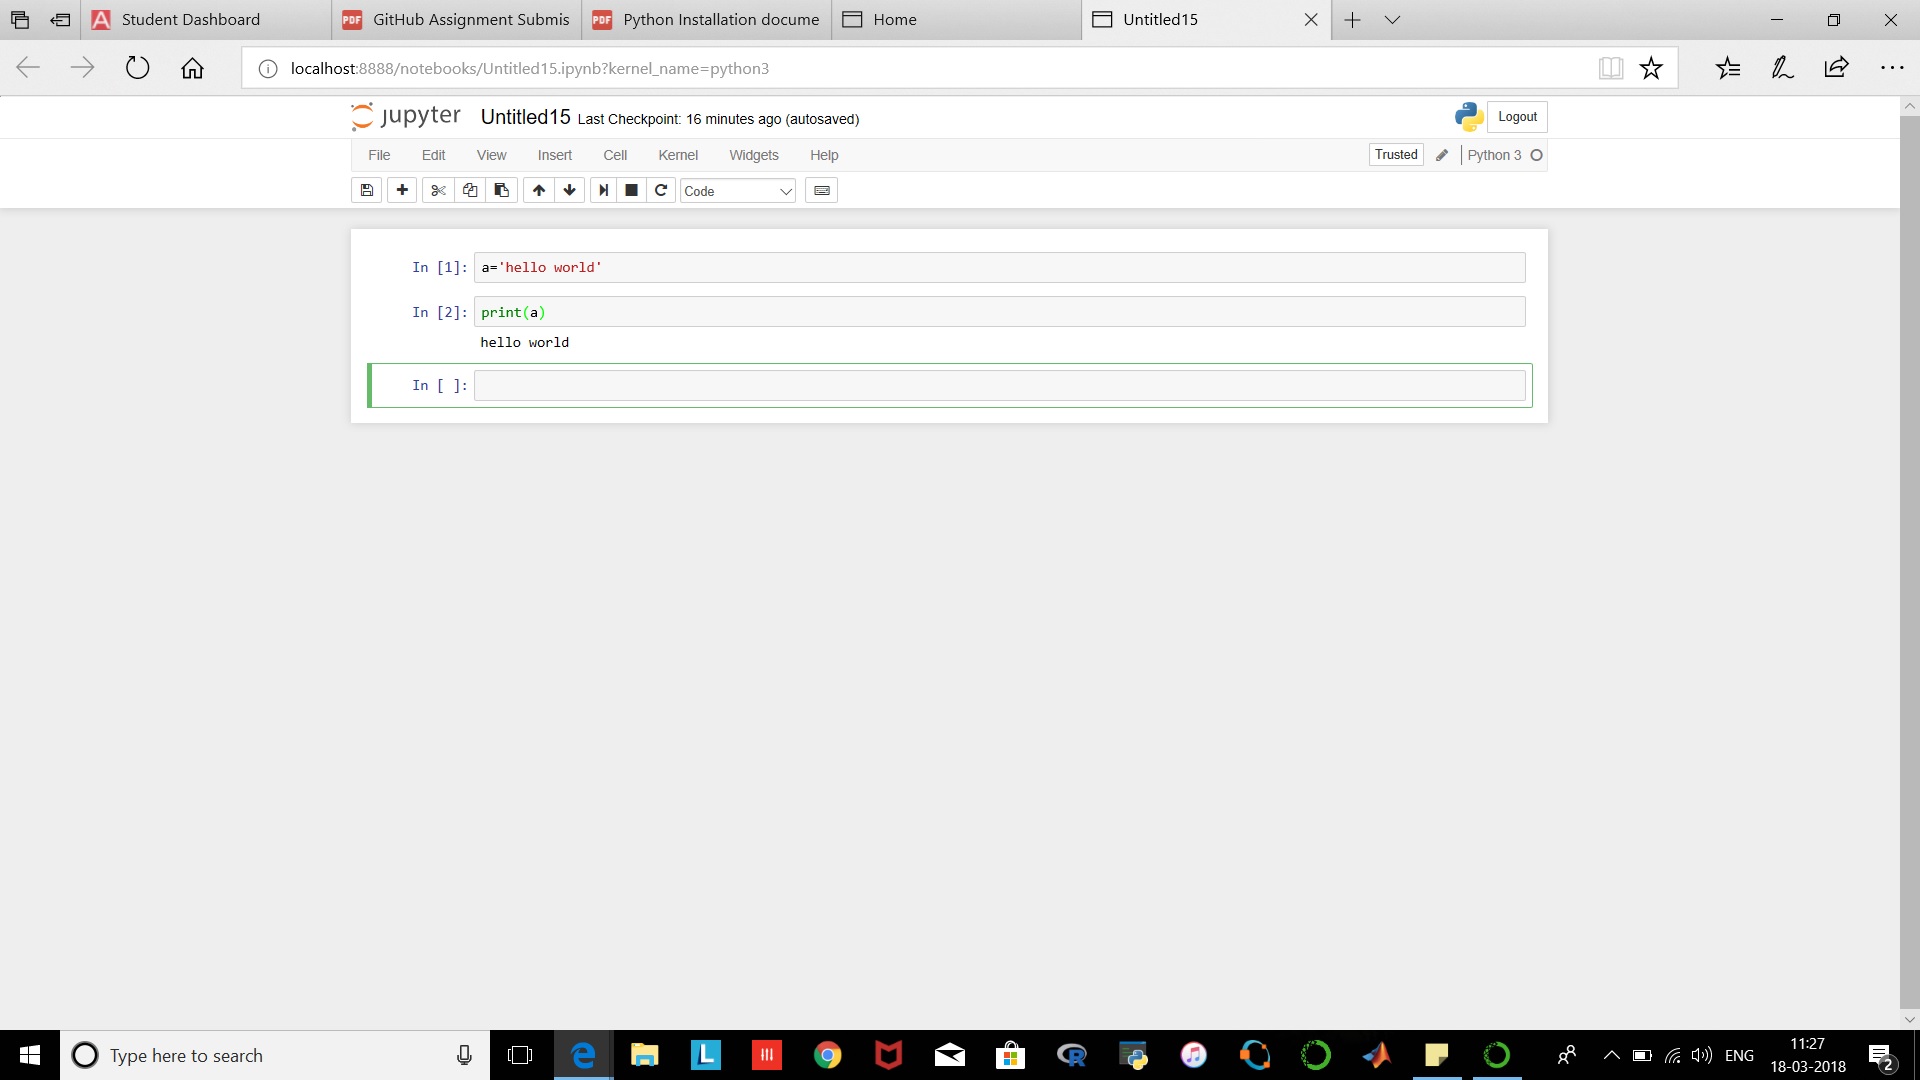 Student Dashboard
GitHub Assignment Submis
Python Installation docume
Home
Untitled15
localhost:8888/notebooks/Untitled15.ipynb?kernel_name=python3
jupyter Untitled15 Last Checkpoint: 16 minutes ago (autosaved)
Logout
File Edit View Insert Cell Kernel Widgets Help
Trusted Python 3
Code
In [1]: a='hello world'
In [2]: print(a)
hello world
In [ ]:
Type here to search
ENG
11:27
18-03-2018
2